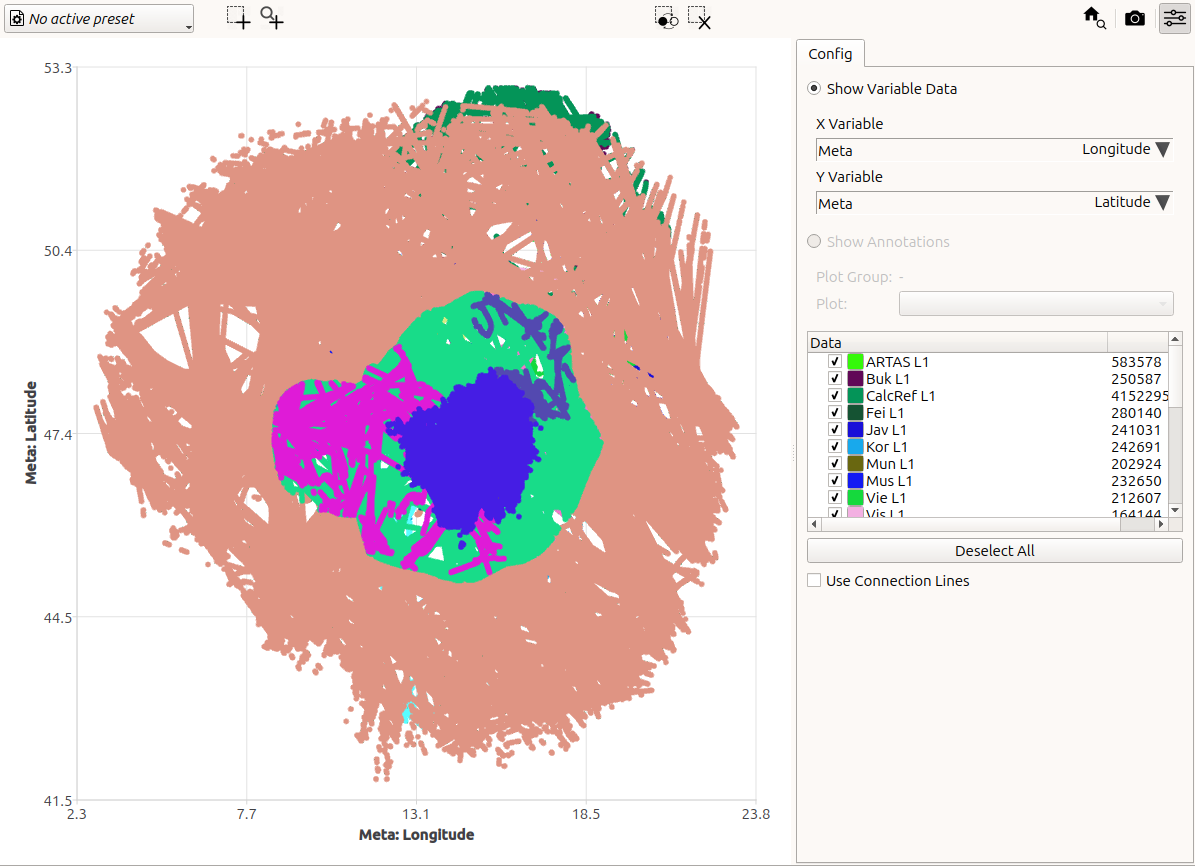 No active preset
Config
Show Variable Data
X Variable
Meta Longitude
Y Variable
Meta Latitude
Show Annotations
Plot Group: -
Plot:
Data
ARTAS L1 583578
Buk L1 250587
CalcRef L1 4152295
Fei L1 280140
Jav L1 241031
Kor L1 242691
Mun L1 202924
Mus L1 232650
Vie L1 212607
Vis L1 164144
Deselect All
Use Connection Lines
53.3
50.4
47.4
44.5
41.5
Meta: Latitude
2.3 7.7 13.1 18.5 23.8
Meta: Longitude